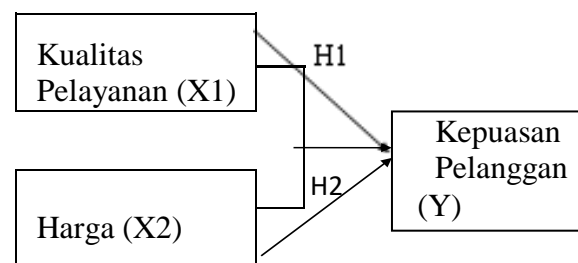 Kualitas
Pelayanan (X1)
H1
Kepuasan
Pelanggan
(Y)
H2
Harga (X2)